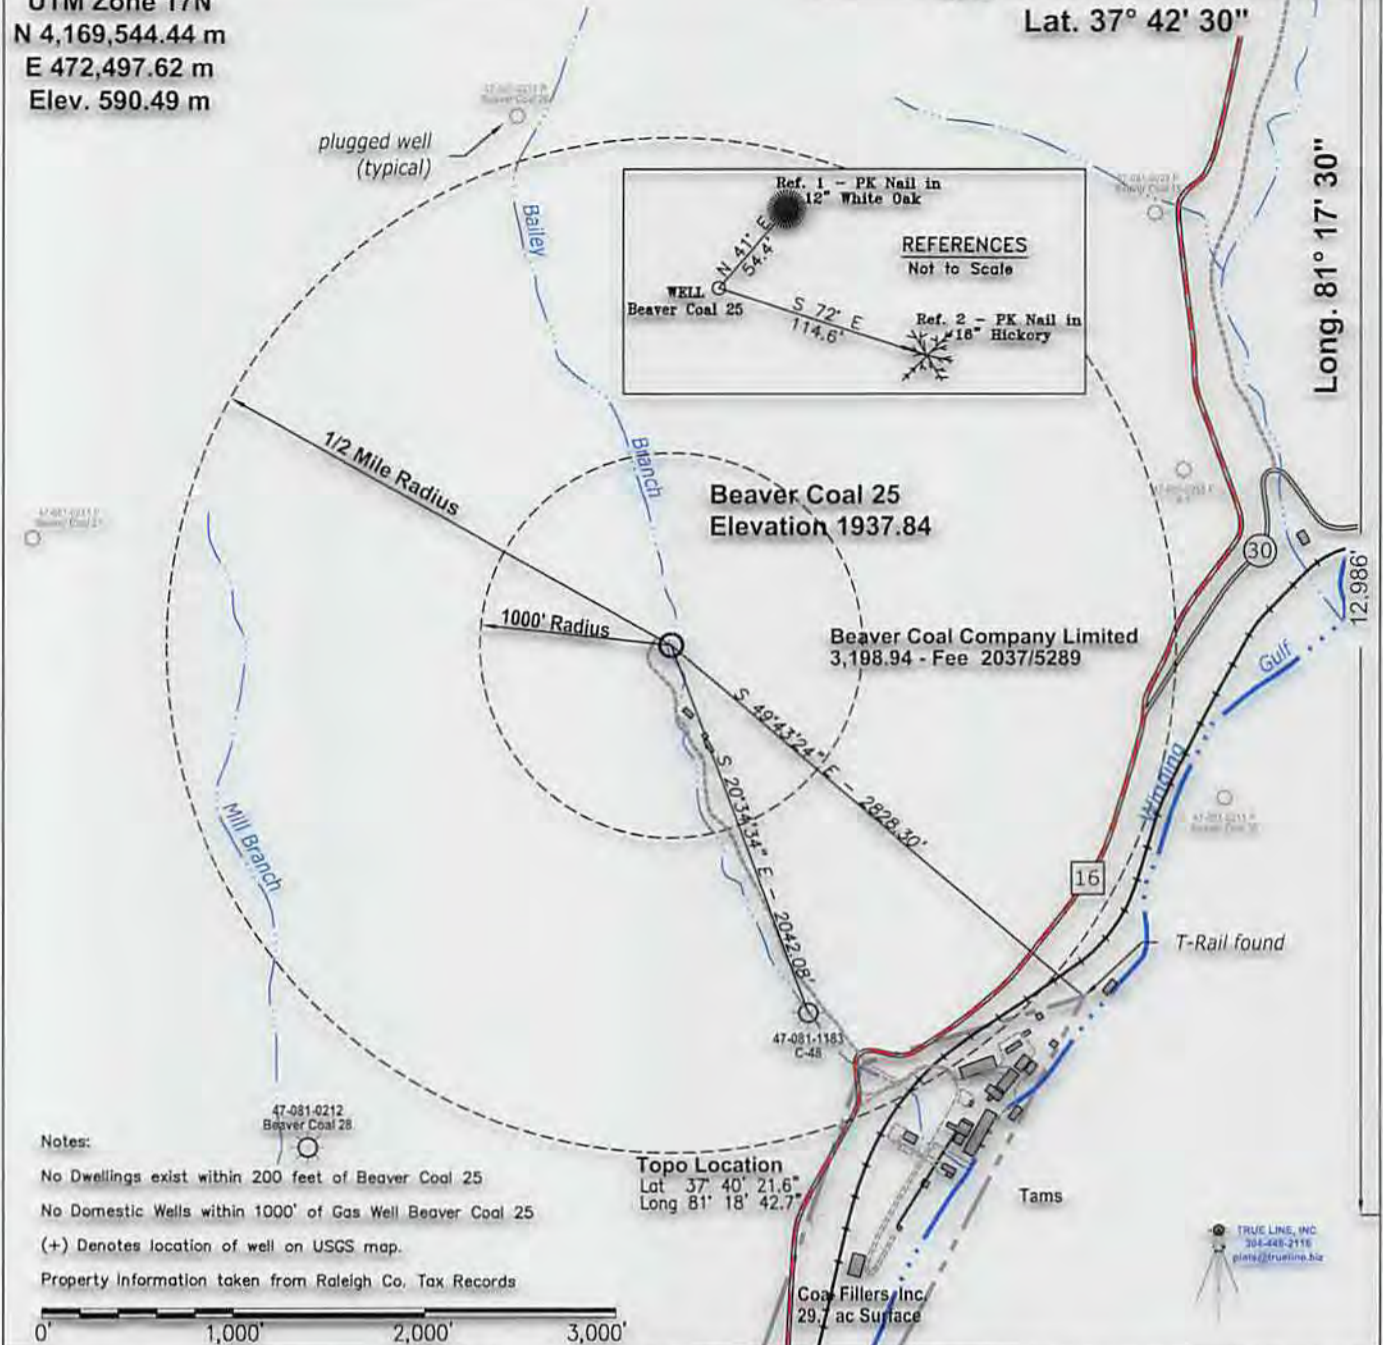 UTM Zone 17N
N 4,169,544.44 m
E 472,497.62 m
Elev. 590.49 m
Lat. 37° 42' 30"
Long. 81° 17' 30"
plugged well
(typical)
Bailey
Branch
Ref. 1 - PK Nail in
12" White Oak
N 41° E
54.4'
REFERENCES
Not to Scale
WELL
Beaver Coal 25
S 72° E
114.6'
Ref. 2 - PK Nail in
18" Hickory
1/2 Mile Radius
Beaver Coal 25
Elevation 1937.84
1000' Radius
30
12,986'
Beaver Coal Company Limited
3,198.94 - Fee 2037/5289
Gulf
Winding
S 49°43'24" E - 2828.30'
S 20°34'34" E - 2042.08'
Mill Branch
16
T-Rail found
47-081-1183
C-48
47-081-0212
Beaver Coal 28
Notes:
No Dwellings exist within 200 feet of Beaver Coal 25
No Domestic Wells within 1000' of Gas Well Beaver Coal 25
(+) Denotes location of well on USGS map.
Property Information taken from Raleigh Co. Tax Records
Topo Location
Lat 37° 40' 21.6"
Long 81° 18' 42.7"
Tams
TRUE LINE, INC
304-446-2116
plats@trueline.biz
Coal Fillers Inc.
29.7 ac Surface
0' 1,000' 2,000' 3,000'